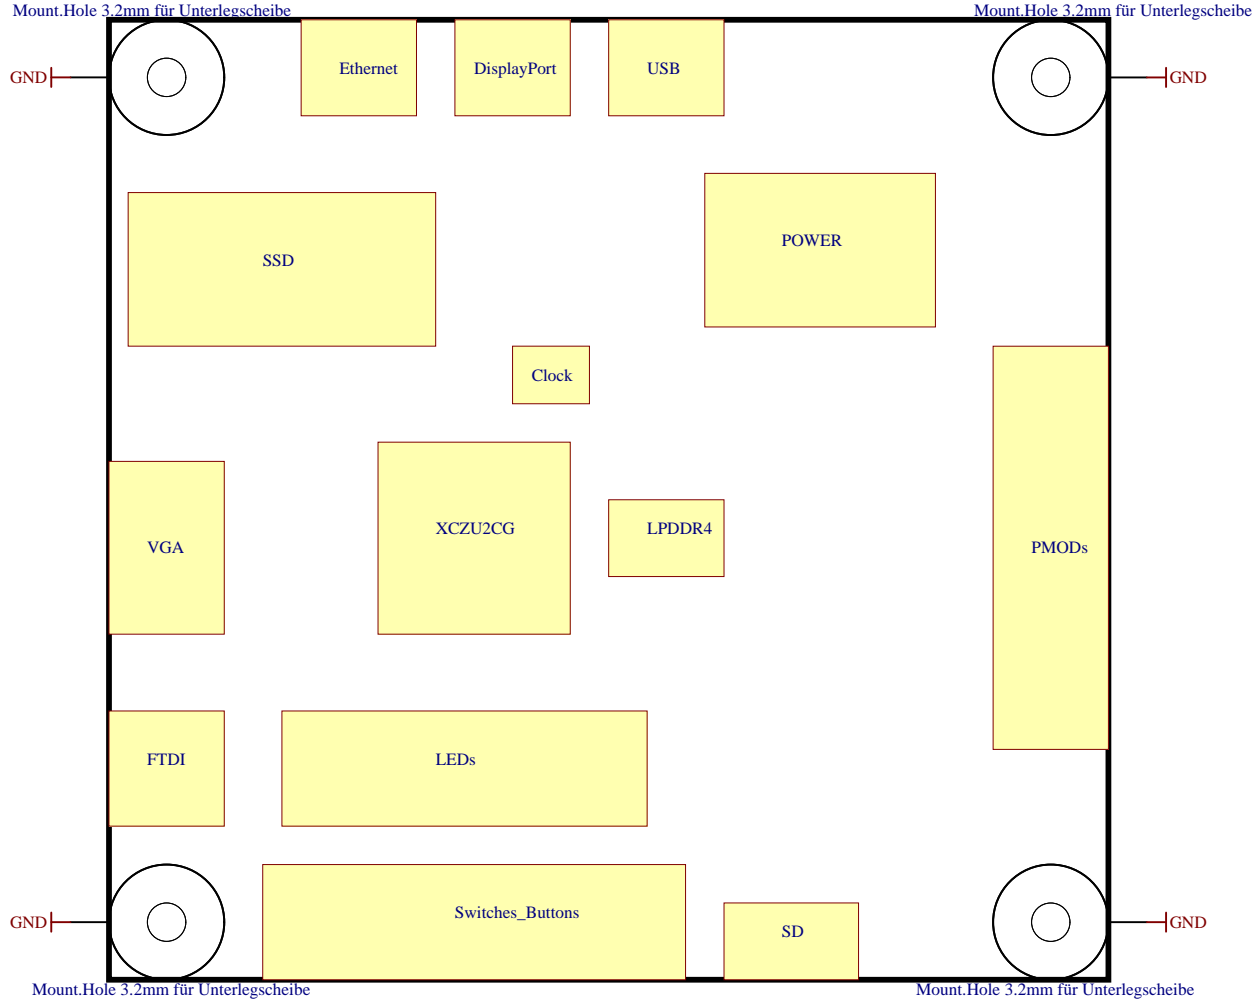 Mount.Hole 3.2mm für Unterlegscheibe
Mount.Hole 3.2mm für Unterlegscheibe
GND
Ethernet
DisplayPort
USB
GND
SSD
POWER
Clock
VGA
XCZU2CG
LPDDR4
PMODs
FTDI
LEDs
GND
Switches_Buttons
SD
GND
Mount.Hole 3.2mm für Unterlegscheibe
Mount.Hole 3.2mm für Unterlegscheibe